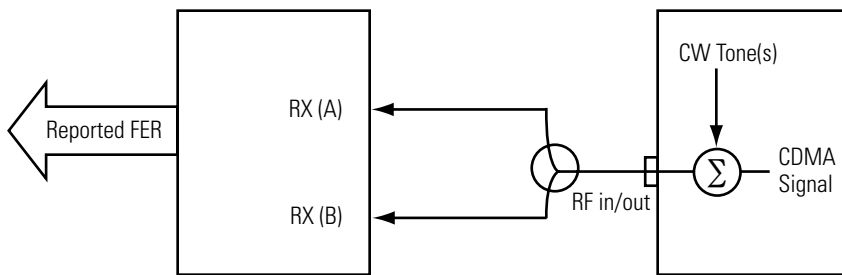 Reported FER
RX (A)
RX (B)
RF in/out
CW Tone(s)
Σ
CDMA
Signal